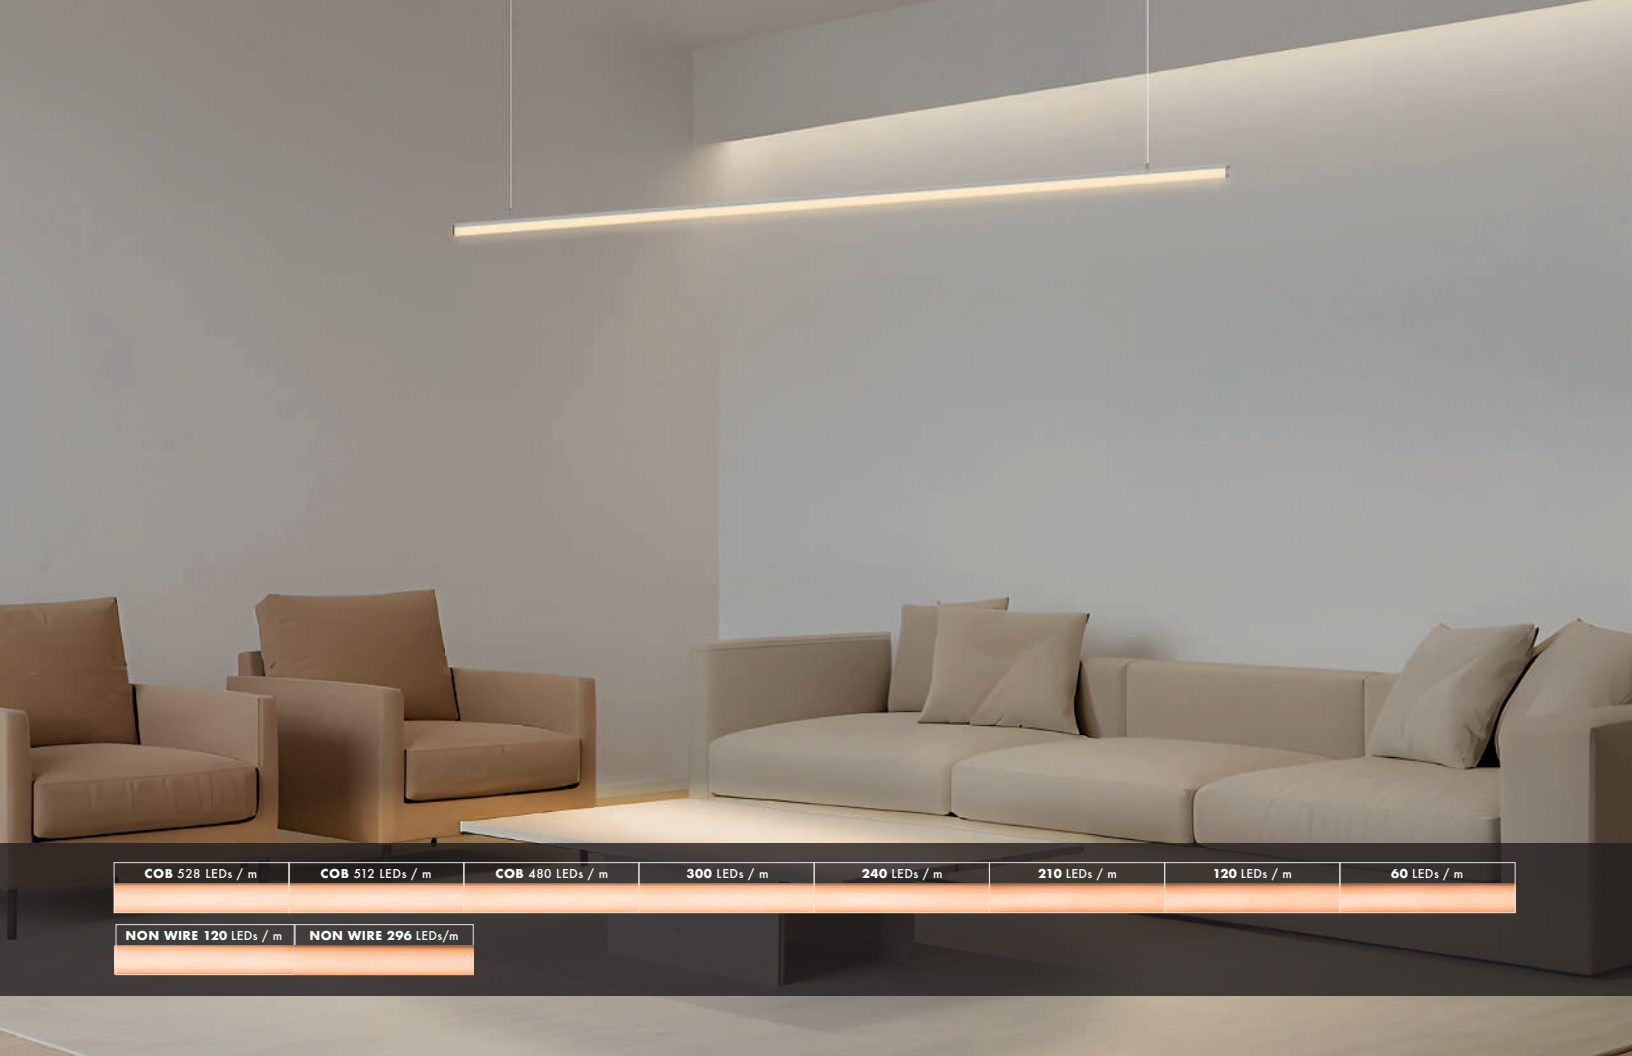 COB 528 LEDs / m
COB 512 LEDs / m
COB 480 LEDs / m
300 LEDs / m
240 LEDs / m
210 LEDs / m
120 LEDs / m
60 LEDs / m
NON WIRE 120 LEDs / m
NON WIRE 296 LEDs/m